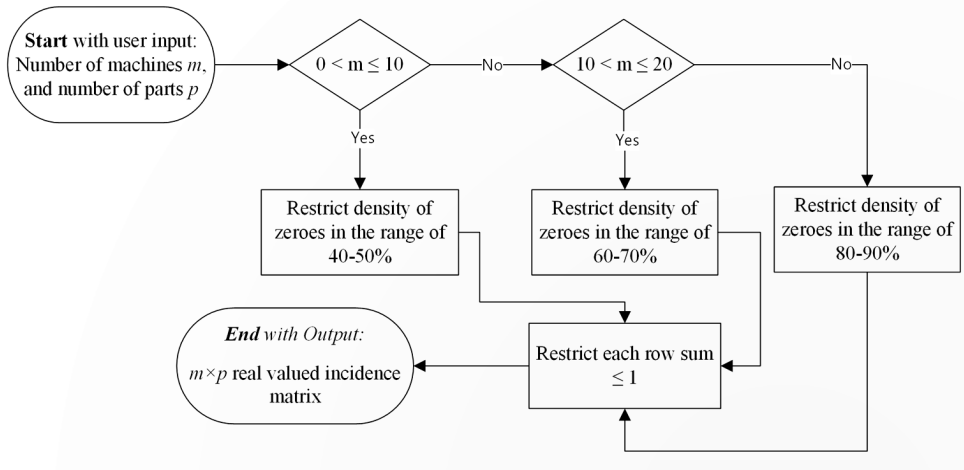 Start with user input:
Number of machines m,
and number of parts p
0 < m ≤ 10
No
10 < m ≤ 20
No
Yes
Yes
Restrict density of
zeroes in the range of
40-50%
Restrict density of
zeroes in the range of
60-70%
Restrict density of
zeroes in the range of
80-90%
End with Output:
m×p real valued incidence
matrix
Restrict each row sum
≤ 1